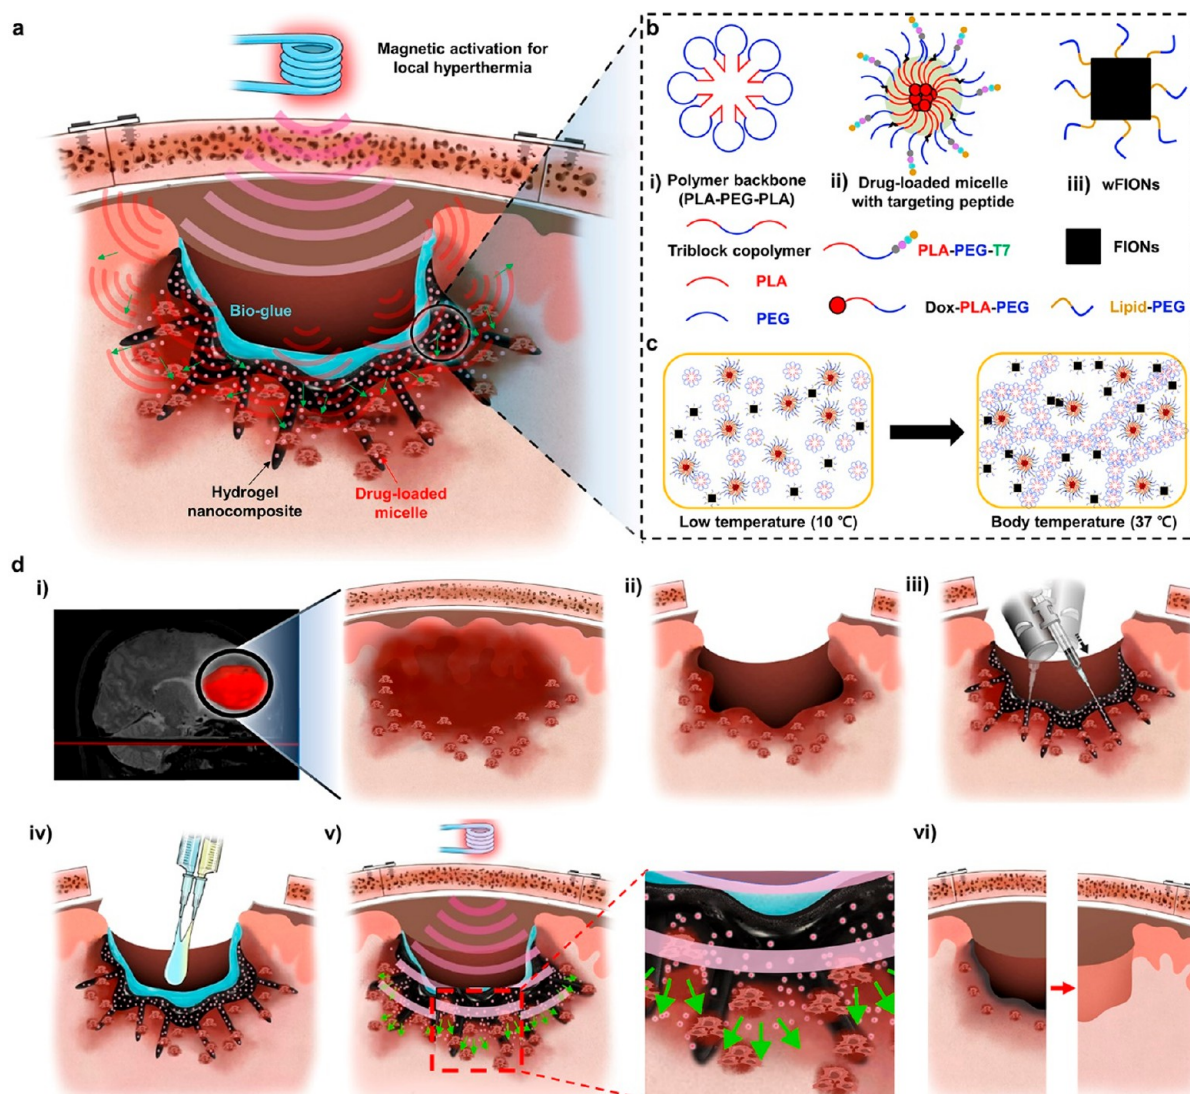 a
Magnetic activation for
local hyperthermia
Bio-glue
Hydrogel
nanocomposite
Drug-loaded
micelle
b
i)
Polymer backbone
(PLA-PEG-PLA)
Triblock copolymer
PLA
PEG
ii)
Drug-loaded micelle
with targeting peptide
PLA-PEG-T7
Dox-PLA-PEG
iii)
wFIONs
FIONs
Lipid-PEG
c
Low temperature (10 ℃)
Body temperature (37 ℃)
d
i)
ii)
iii)
iv)
v)
vi)